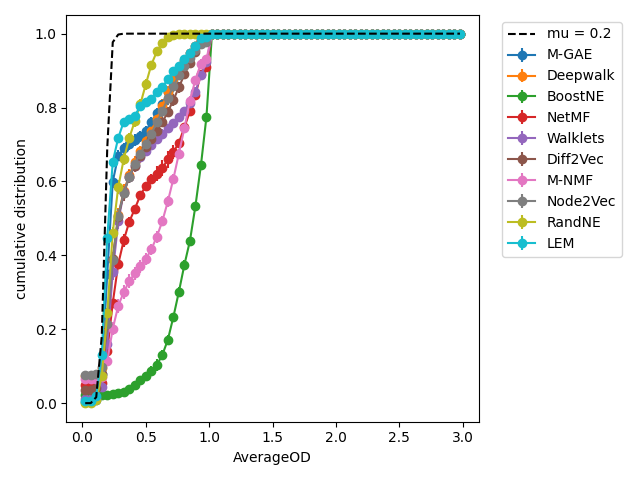 1.0
0.8
0.6
0.4
0.2
0.0
cumulative distribution
0.0 0.5 1.0 1.5 2.0 2.5 3.0
AverageOD
mu = 0.2
M-GAE
Deepwalk
BoostNE
NetMF
Walklets
Diff2Vec
M-NMF
Node2Vec
RandNE
LEM